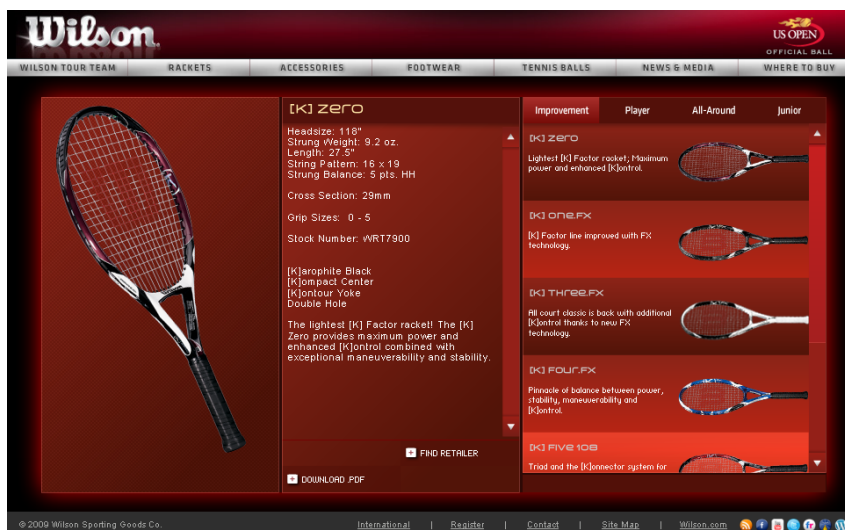 Wilson.
US OPEN
OFFICIAL BALL
WILSON TOUR TEAM
RACKETS
ACCESSORIES
FOOTWEAR
TENNIS BALLS
NEWS & MEDIA
WHERE TO BUY
[K] zero
Headsize: 118"
Strung Weight: 9.2 oz.
Length: 27.5"
String Pattern: 16 x 19
Strung Balance: 5 pts. HH
Cross Section: 29mm
Grip Sizes: 0 - 5
Stock Number: WRT7900
[K]arophite Black
[K]ompact Center
[K]ontour Yoke
Double Hole
The lightest [K] Factor racket! The [K]
Zero provides maximum power and
enhanced [K]ontrol combined with
exceptional maneuverability and stability.
FIND RETAILER
DOWNLOAD .PDF
Improvement
Player
All-Around
Junior
[K] zero
Lightest [K] Factor racket; Maximum
power and enhanced [K]ontrol.
[K] one.FX
[K] Factor line improved with FX
technology.
[K] THree.FX
All court classic is back with additional
[K]ontrol thanks to new FX
technology.
[K] Four.FX
Pinnacle of balance between power,
stability, maneuverability and
[K]ontrol.
[K] Five 108
Triad and the [K]onnector system for
© 2009 Wilson Sporting Goods Co.
International | Register | Contact | Site Map | Wilson.com